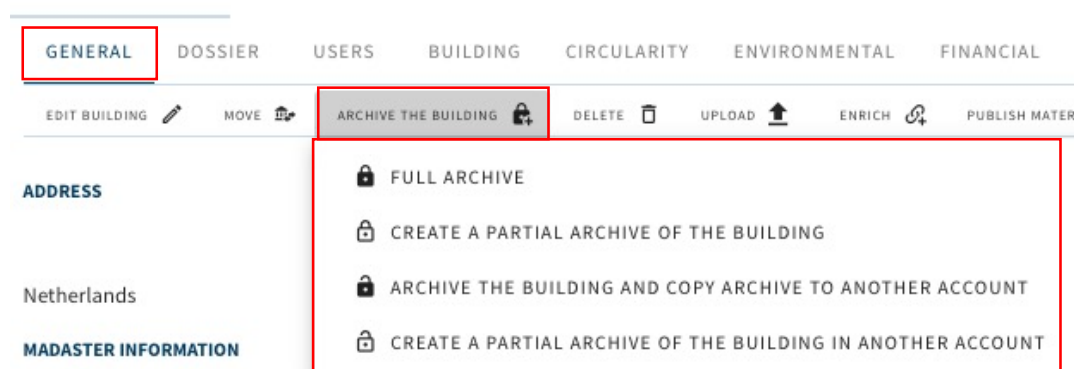 GENERAL DOSSIER USERS BUILDING CIRCULARITY ENVIRONMENTAL FINANCIAL
EDIT BUILDING MOVE ARCHIVE THE BUILDING DELETE UPLOAD ENRICH PUBLISH MATER
FULL ARCHIVE
ADDRESS
CREATE A PARTIAL ARCHIVE OF THE BUILDING
ARCHIVE THE BUILDING AND COPY ARCHIVE TO ANOTHER ACCOUNT
Netherlands
CREATE A PARTIAL ARCHIVE OF THE BUILDING IN ANOTHER ACCOUNT
MADASTER INFORMATION